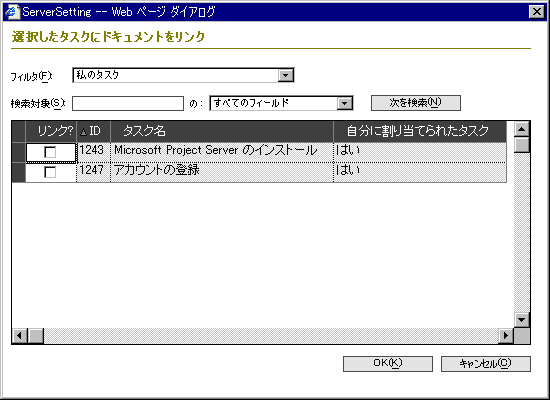 ServerSetting -- Web ページ ダイアログ
選択したタスクにドキュメントをリンク
フィルタ(F): 私のタスク
検索対象(S): の: すべてのフィールド 次を検索(N)
リンク? ID タスク名 自分に割り当てられたタスク
1243 Microsoft Project Server のインストール はい
1247 アカウントの登録 はい
OK(K) キャンセル(C)